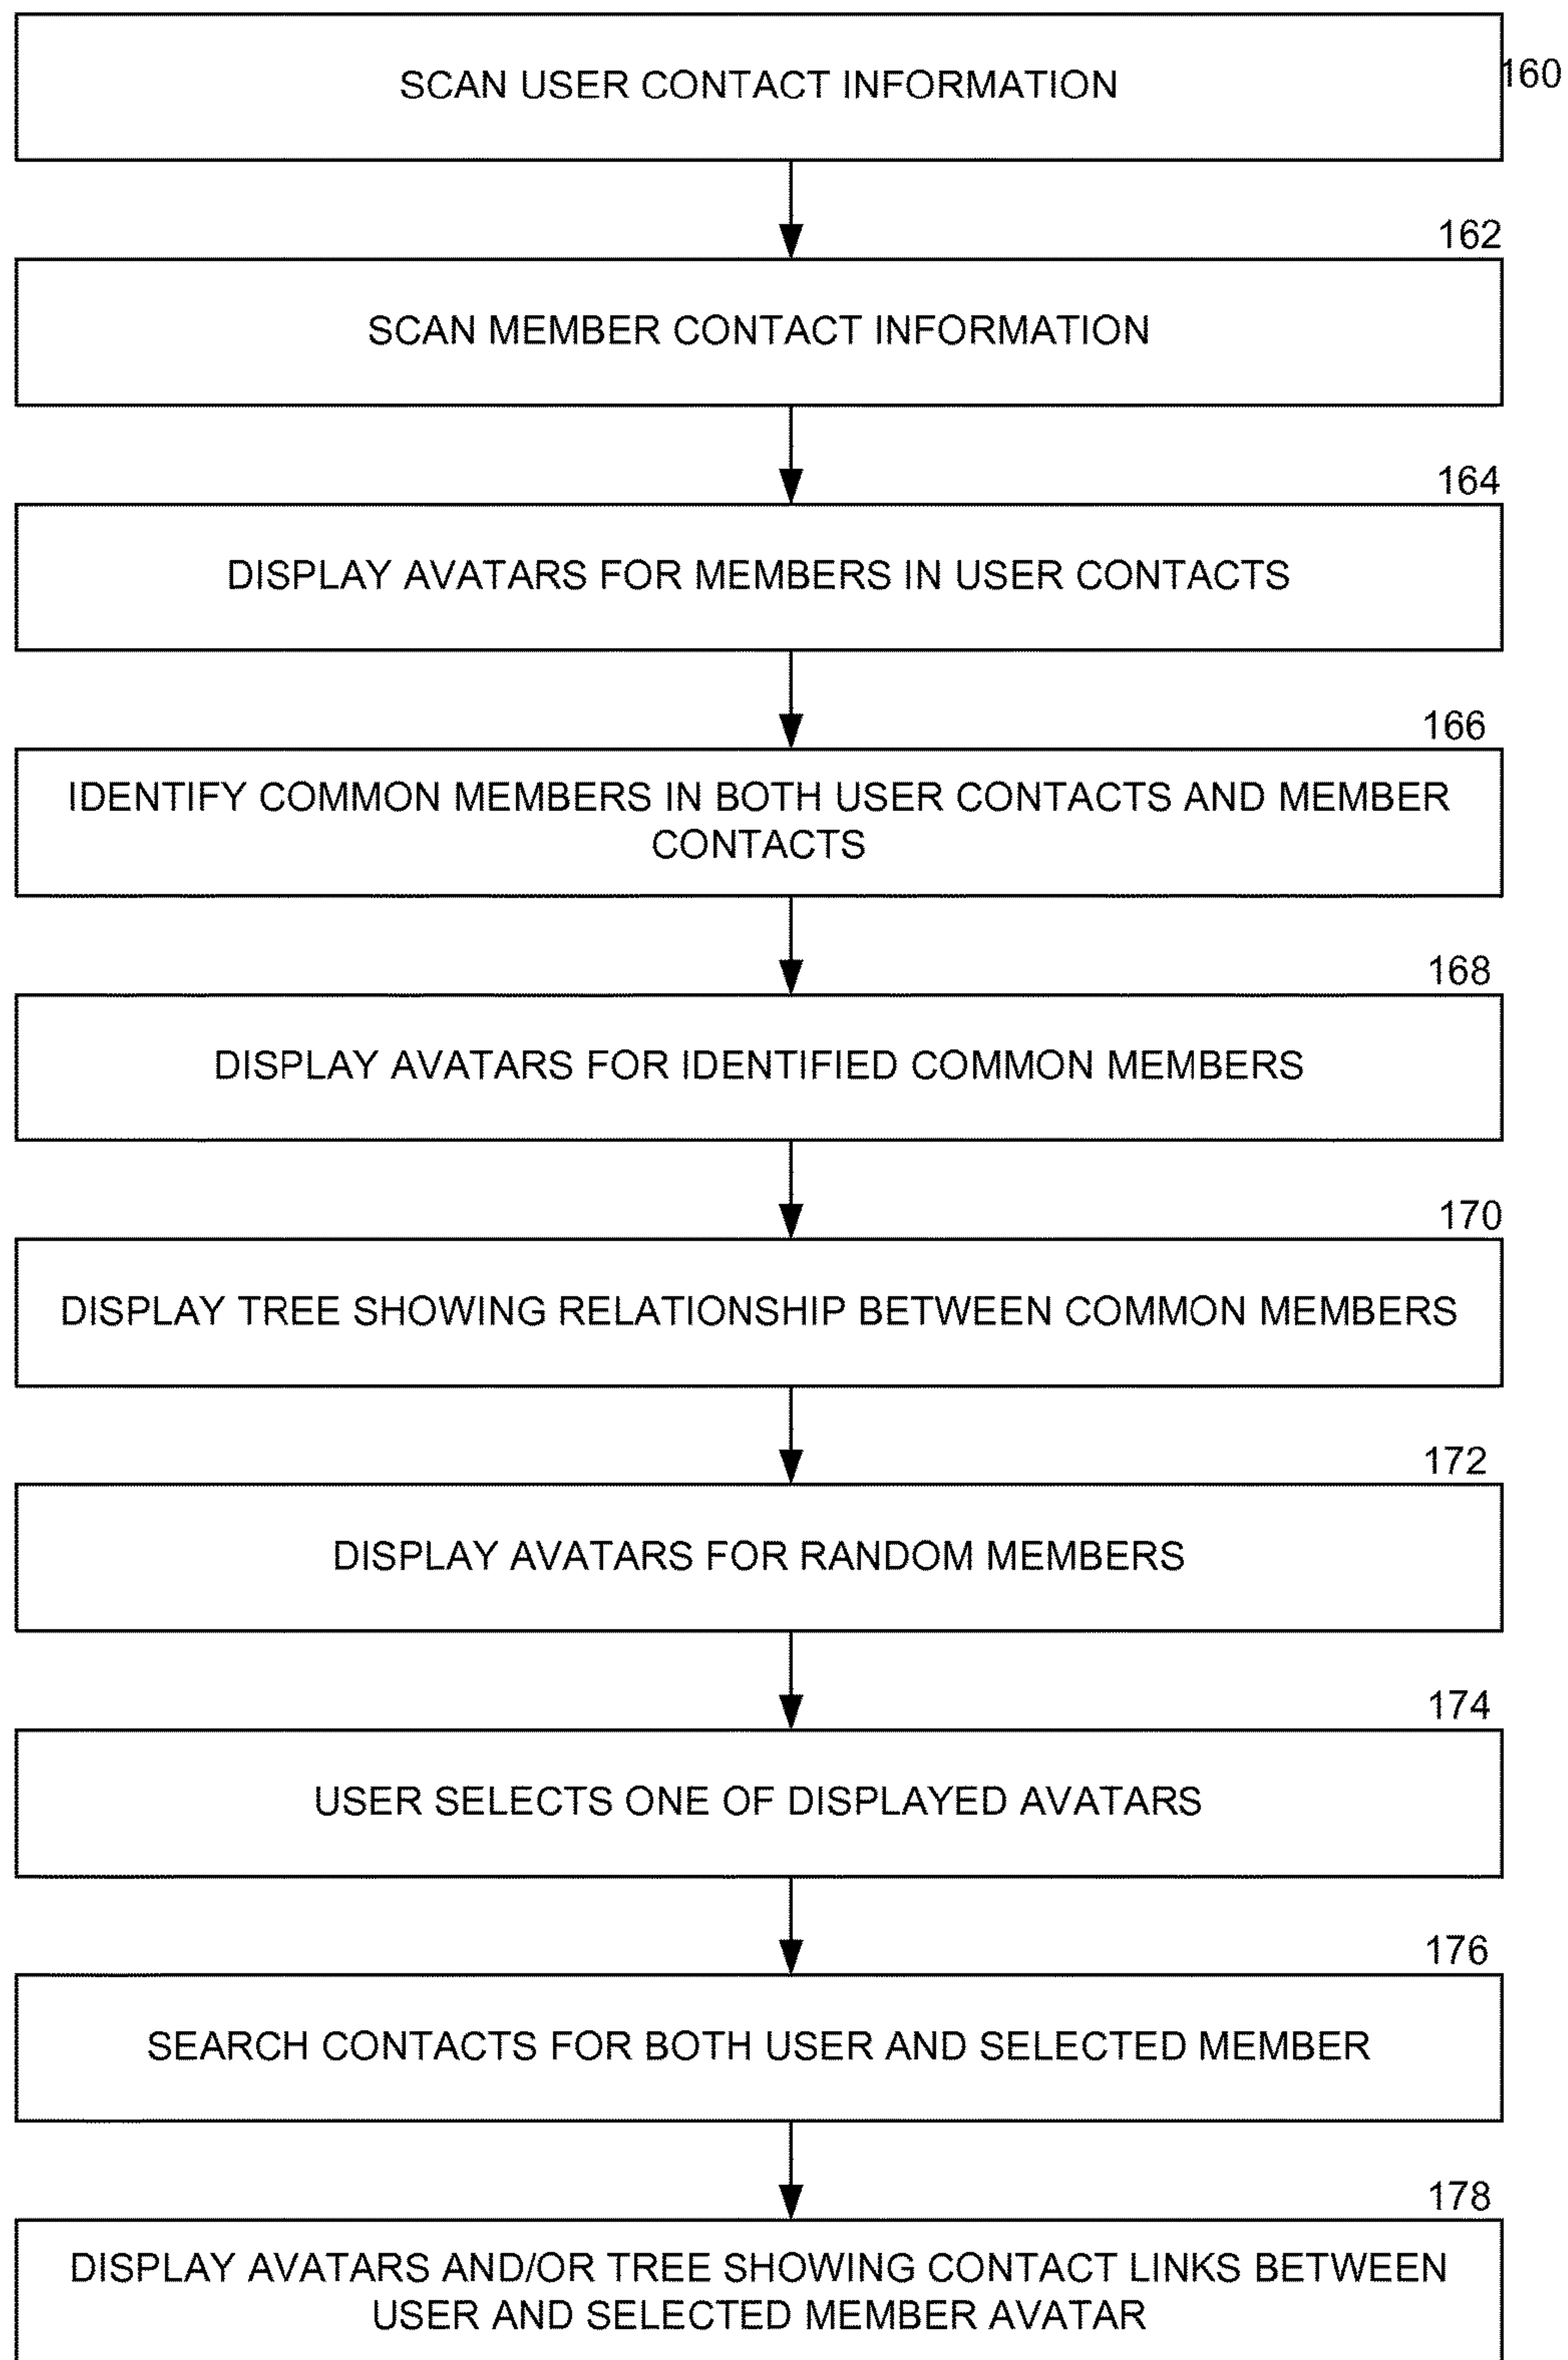 SCAN USER CONTACT INFORMATION
160
162
SCAN MEMBER CONTACT INFORMATION
164
DISPLAY AVATARS FOR MEMBERS IN USER CONTACTS
166
IDENTIFY COMMON MEMBERS IN BOTH USER CONTACTS AND MEMBER
CONTACTS
168
DISPLAY AVATARS FOR IDENTIFIED COMMON MEMBERS
170
DISPLAY TREE SHOWING RELATIONSHIP BETWEEN COMMON MEMBERS
172
DISPLAY AVATARS FOR RANDOM MEMBERS
174
USER SELECTS ONE OF DISPLAYED AVATARS
176
SEARCH CONTACTS FOR BOTH USER AND SELECTED MEMBER
178
DISPLAY AVATARS AND/OR TREE SHOWING CONTACT LINKS BETWEEN
USER AND SELECTED MEMBER AVATAR